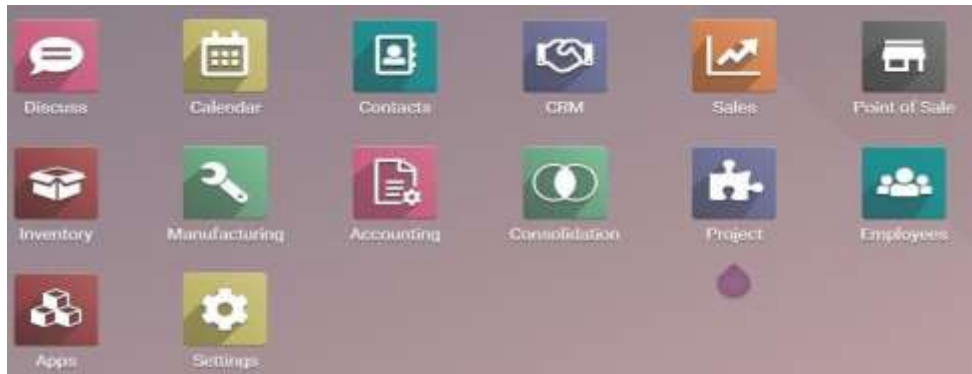 Discuss Calendar Contacts CRM Sales Point of Sale
Inventory Manufacturing Accounting Consolidation Project Employees
Apps Settings